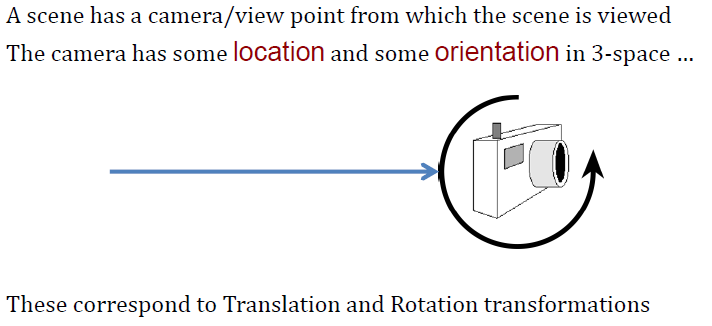 A scene has a camera/view point from which the scene is viewed
The camera has some location and some orientation in 3-space ...
These correspond to Translation and Rotation transformations